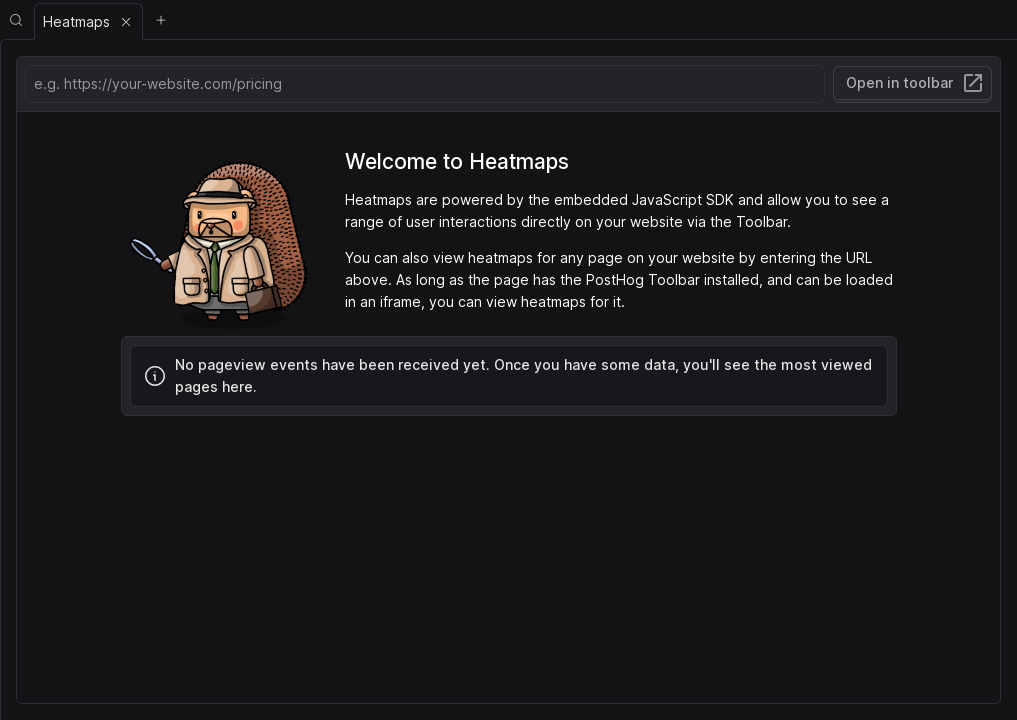 Heatmaps
e.g. https://your-website.com/pricing
Open in toolbar
Welcome to Heatmaps
Heatmaps are powered by the embedded JavaScript SDK and allow you to see a
range of user interactions directly on your website via the Toolbar.
You can also view heatmaps for any page on your website by entering the URL
above. As long as the page has the PostHog Toolbar installed, and can be loaded
in an iframe, you can view heatmaps for it.
No pageview events have been received yet. Once you have some data, you'll see the most viewed
pages here.